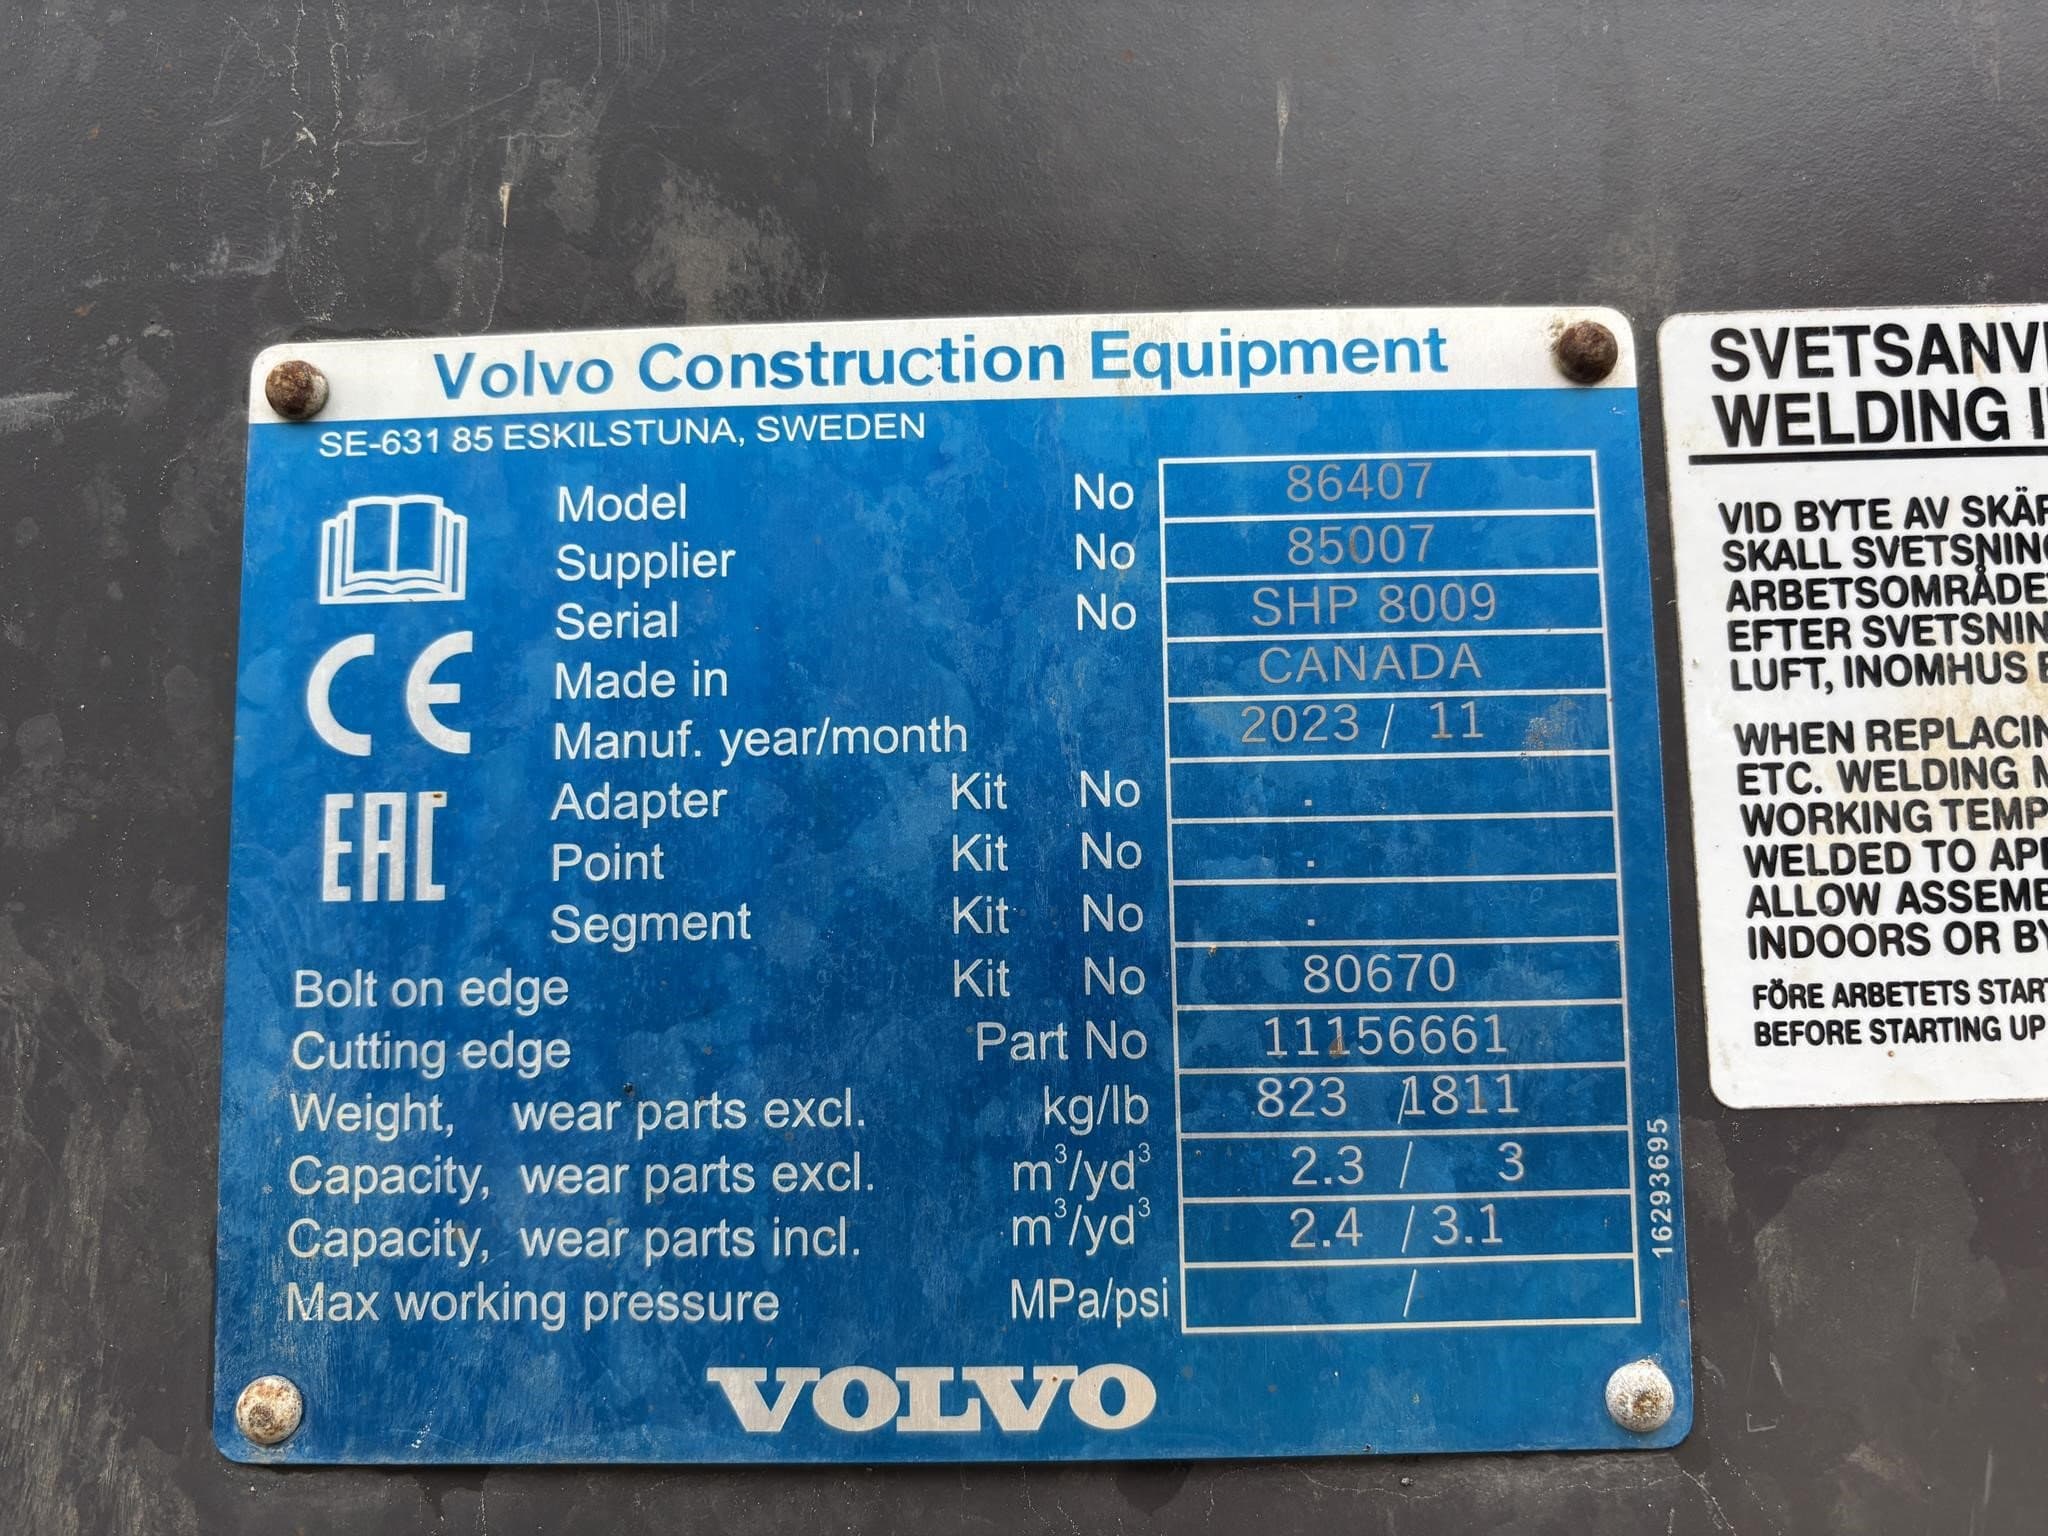 Volvo Construction Equipment
SE-631 85 ESKILSTUNA, SWEDEN
Model No 86407
Supplier No 85007
Serial No SHP 8009
Made in CANADA
Manuf. year/month 2023 / 11
Adapter Kit No .
Point Kit No .
Segment Kit No .
Bolt on edge Kit No 80670
Cutting edge Part No 11156661
Weight, wear parts excl. kg/lb 823 /1811
Capacity, wear parts excl. m³/yd³ 2.3 / 3
Capacity, wear parts incl. m³/yd³ 2.4 / 3.1
Max working pressure MPa/psi /
CE
EAC
VOLVO
16293695
SVETSANV
WELDING
VID BYTE AV SKÄR
SKALL SVETSNING
ARBETSOMRÅDET
EFTER SVETSNIN
LUFT, INOMHUS
WHEN REPLACIN
ETC. WELDING
WORKING TEMP
WELDED TO
ALLOW ASSEMB
INDOORS OR BY
FÖRE ARBETETS START
BEFORE STARTING UP